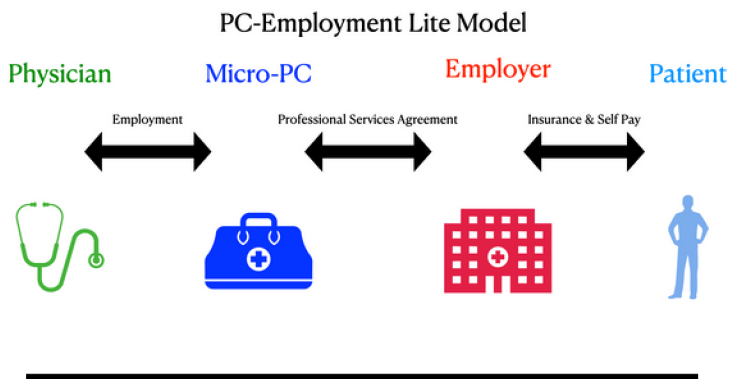 PC-Employment Lite Model
Physician
Micro-PC
Employer
Patient
Employment
Professional Services Agreement
Insurance & Self Pay